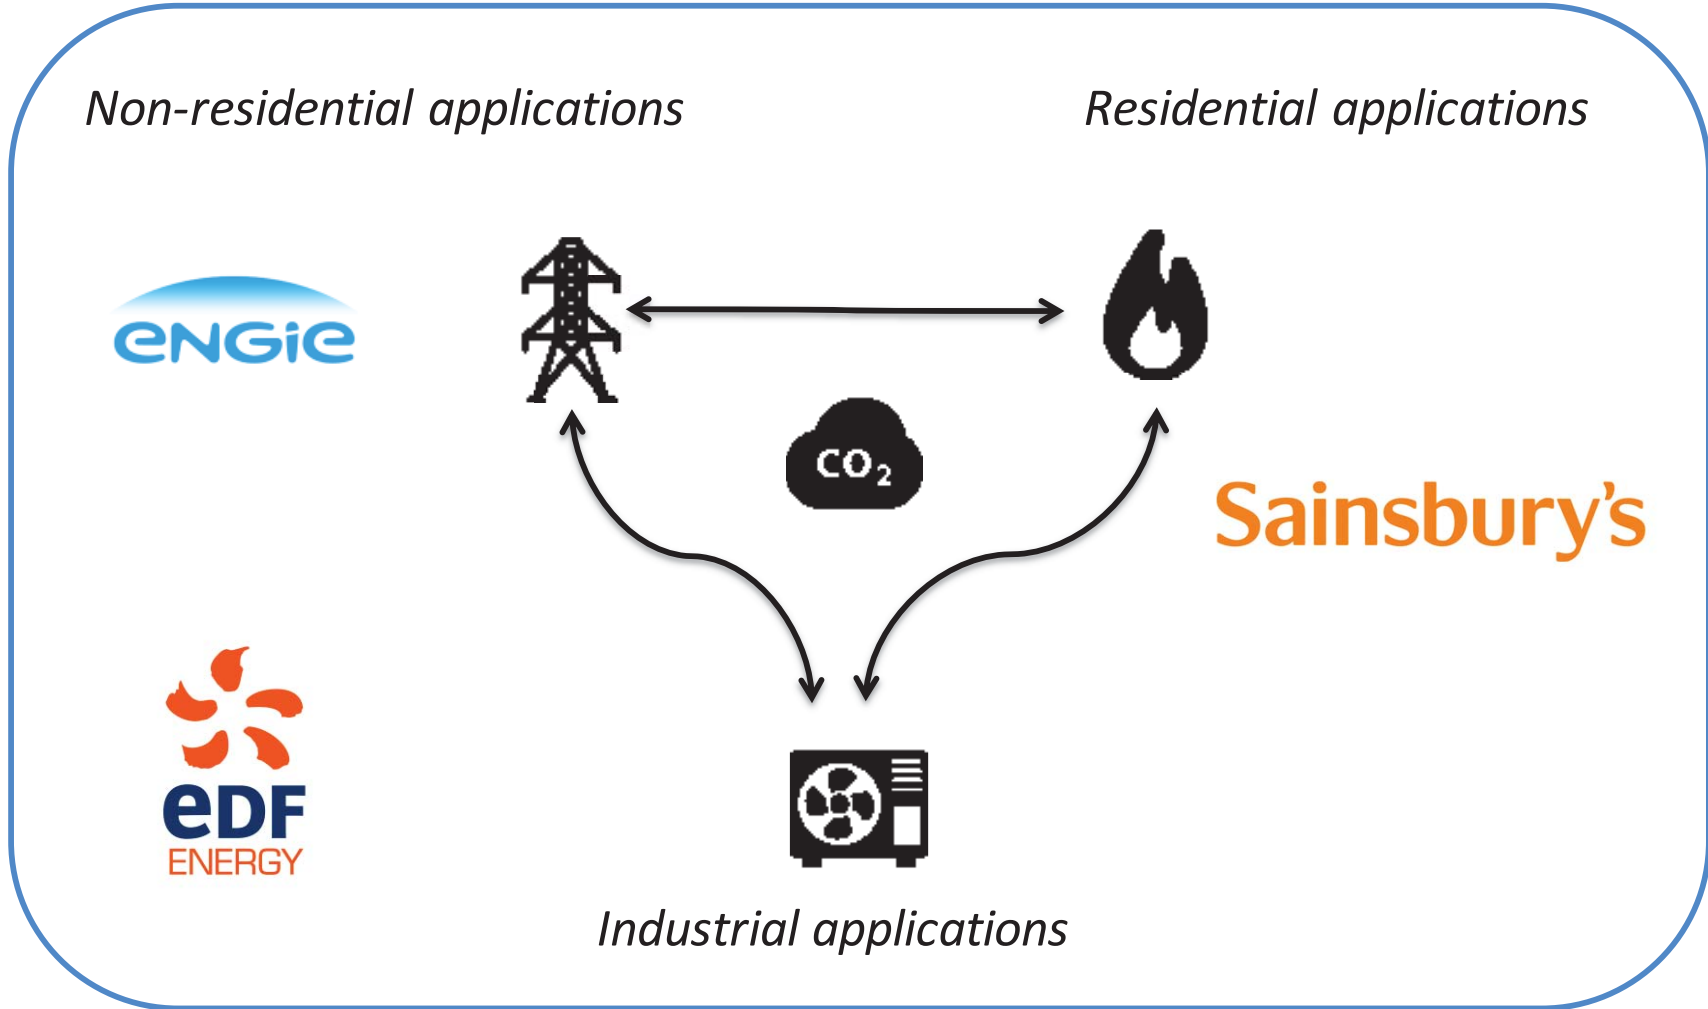 Non-residential applications
Residential applications
eNGie
CO₂
Sainsbury's
eDF
ENERGY
Industrial applications